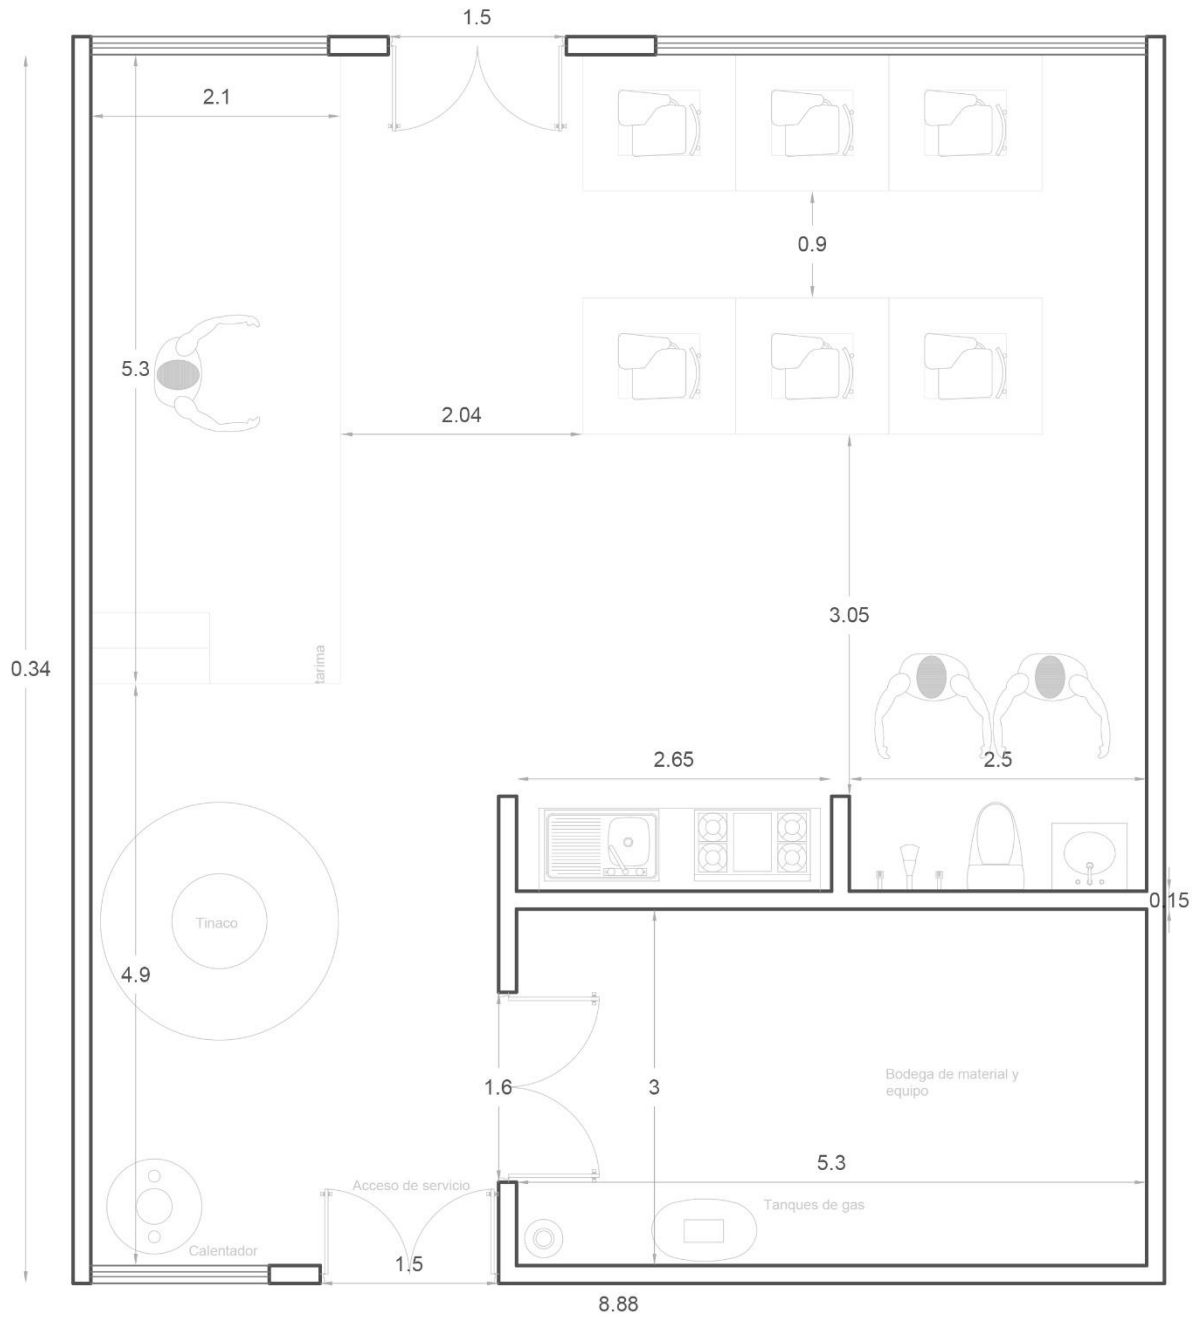 1.5
2.1
0.9
5.3
2.04
3.05
tarima
0.34
2.65
2.5
0.15
Tinaco
4.9
Bodega de material y
equipo
1.6
3
5.3
Acceso de servicio
Tanques de gas
Calentador
1.5
8.88